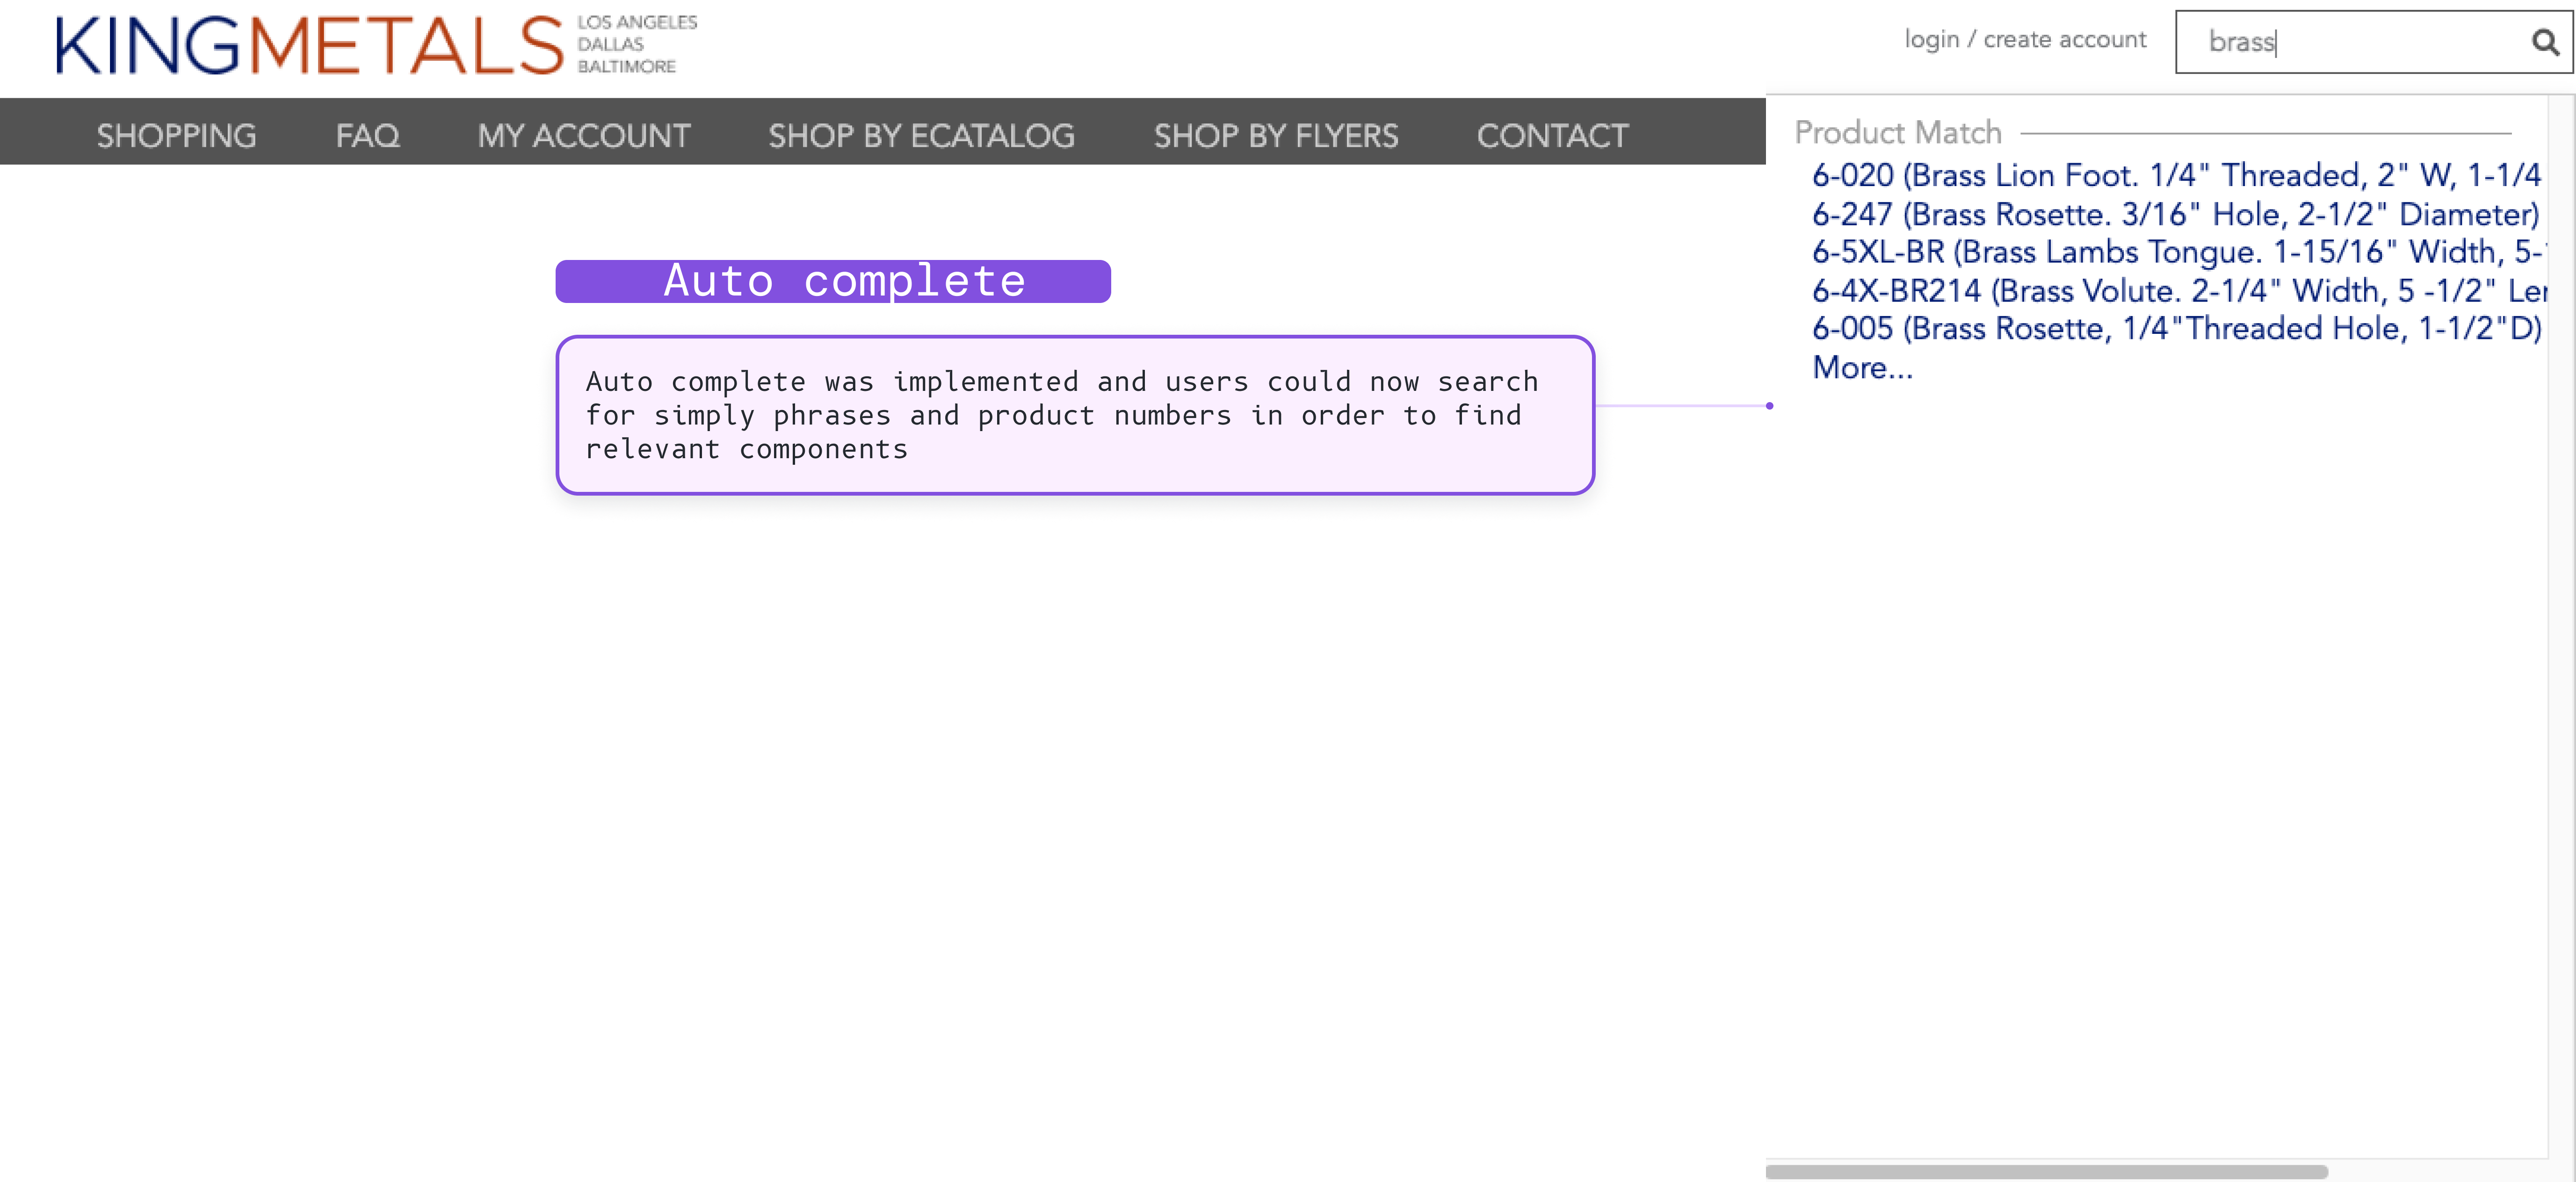 KINGMETALS
LOS ANGELES
DALLAS
BALTIMORE
login / create account
brass
SHOPPING FAQ MY ACCOUNT SHOP BY ECATALOG SHOP BY FLYERS CONTACT
Product Match
6-020 (Brass Lion Foot. 1/4" Threaded, 2" W, 1-1/4
6-247 (Brass Rosette. 3/16" Hole, 2-1/2" Diameter)
6-5XL-BR (Brass Lambs Tongue. 1-15/16" Width, 5-
6-4X-BR214 (Brass Volute. 2-1/4" Width, 5 -1/2"
6-005 (Brass Rosette, 1/4"Threaded Hole, 1-1/2"D)
More...
Auto complete
Auto complete was implemented and users could now search
for simply phrases and product numbers in order to find
relevant components